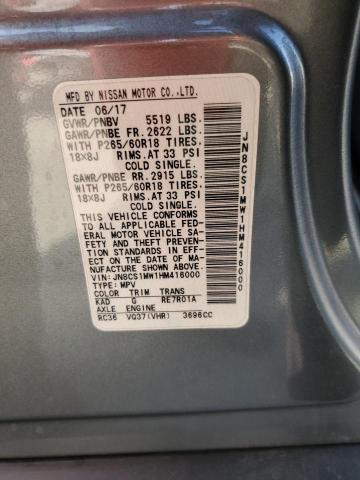 MFD BY NISSAN MOTOR CO.,LTD.
DATE 06/17
GVWR/PNBV 5519 LBS.
GAWR/PNBE FR.2622 LBS.
WITH P265/60R18 TIRES.
18X8J RIMS.AT 33 PSI
COLD SINGLE.
GAWR/PNBE RR.2915 LBS.
WITH P265/60R18 TIRES.
18X8J RIMS.AT 33 PSI
COLD SINGLE.
THIS VEHICLE CONFORMS
TO ALL APPLICABLE FED-
ERAL MOTOR VEHICLE SA-
FETY AND THEFT PREVEN-
TION STANDARDS IN EFF-
ECT ON THE DATE OF MA-
NUFACTURE SHOWN ABOVE.
VIN:JN8CS1MW1HM416000
TYPE:MPV
COLOR TRIM TRANS
KAD G RE7R01A
AXLE ENGINE
RC36 VQ37(VHR) 3696CC
JN8CS1MW1HM416000